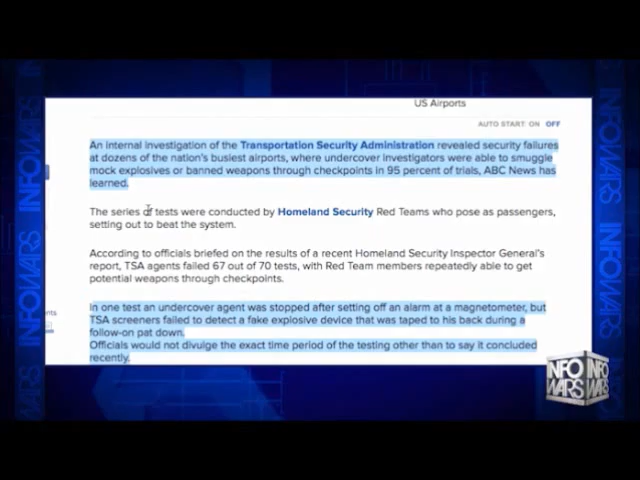 US Airports
AUTO START: ON OFF
An internal investigation of the Transportation Security Administration revealed security failures
at dozens of the nation's busiest airports, where undercover investigators were able to smuggle
mock explosives or banned weapons through checkpoints in 95 percent of trials, ABC News has
learned.
The series of tests were conducted by Homeland Security Red Teams who pose as passengers,
setting out to beat the system.
According to officials briefed on the results of a recent Homeland Security Inspector General's
report, TSA agents failed 67 out of 70 tests, with Red Team members repeatedly able to get
potential weapons through checkpoints.
In one test an undercover agent was stopped after setting off an alarm at a magnetometer, but
TSA screeners failed to detect a fake explosive device that was taped to his back during a
follow-on pat down.
Officials would not divulge the exact time period of the testing other than to say it concluded
recently.
INFOWARS
INFOWARS
INFO
WARS
INFO
WARS